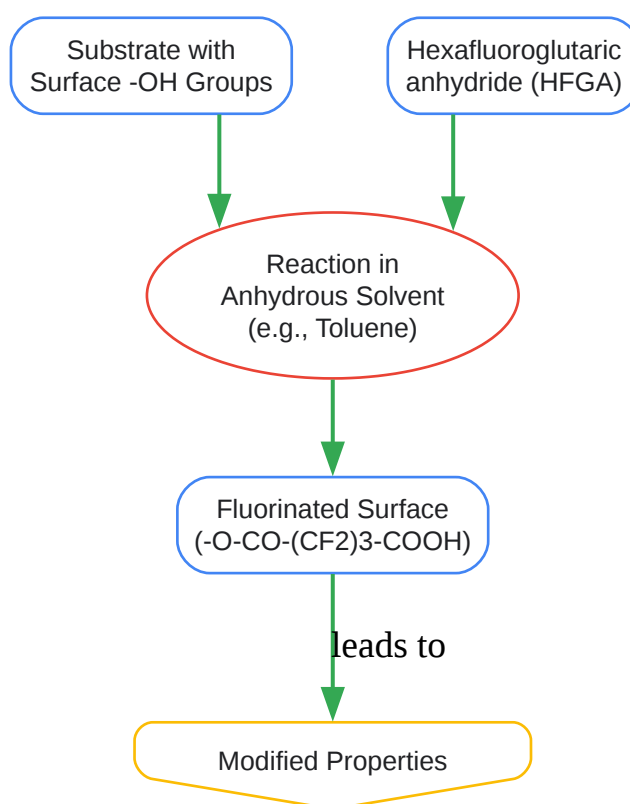 Substrate with
Surface -OH Groups
Hexafluoroglutaric
anhydride (HFGA)
Reaction in
Anhydrous Solvent
(e.g., Toluene)
Fluorinated Surface
(-O-CO-(CF2)3-COOH)
leads to
Modified Properties